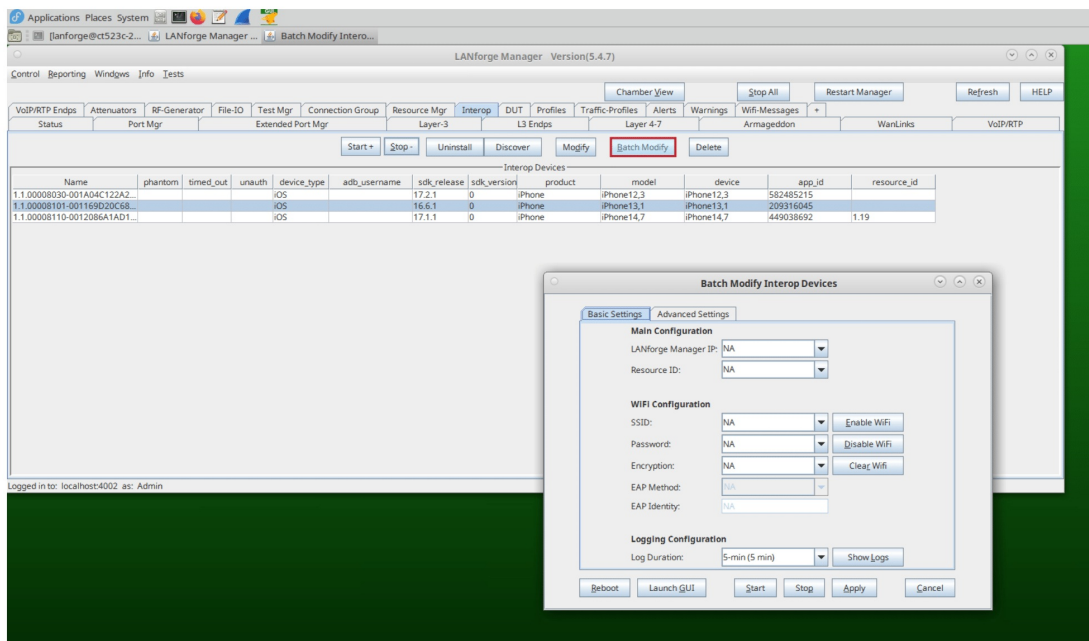 Applications Places System
[lanforge@ct523c-2... LANforge Manager ... Batch Modify Intero...
LANforge Manager Version(5.4.7)
Control Reporting Windows Info Tests
Chamber View Stop All Restart Manager Refresh HELP
VoIP/RTP Endps Attenuators RF-Generator File-IO Test Mgr Connection Group Resource Mgr Interop DUT Profiles Traffic-Profiles Alerts Warnings Wifi-Messages +
Status Port Mgr Extended Port Mgr Layer-3 L3 Endps Layer 4-7 Armageddon WanLinks VoIP/RTP
Start + Stop - Uninstall Discover Modify Batch Modify Delete
Interop Devices
Name phantom timed_out unauth device_type adb_username sdk_release sdk_version product model device app_id resource_id
1.1.00008030-001A04C122A2... iOS 17.2.1 0 iPhone iPhone12,3 iPhone12,3 582485215
1.1.00008101-001169D20C68... iOS 16.6.1 0 iPhone iPhone13,1 iPhone13,1 209316045
1.1.00008110-0012086A1AD1... iOS 17.1.1 0 iPhone iPhone14,7 iPhone14,7 449038692 1.19
Batch Modify Interop Devices
Basic Settings Advanced Settings
Main Configuration
LANforge Manager IP: NA
Resource ID: NA
WiFi Configuration
SSID: NA Enable WiFi
Password: NA Disable WiFi
Encryption: NA Clear Wifi
EAP Method: NA
EAP Identity: NA
Logging Configuration
Log Duration: 5-min (5 min) Show Logs
Reboot Launch GUI Start Stop Apply Cancel
Logged in to: localhost:4002 as: Admin